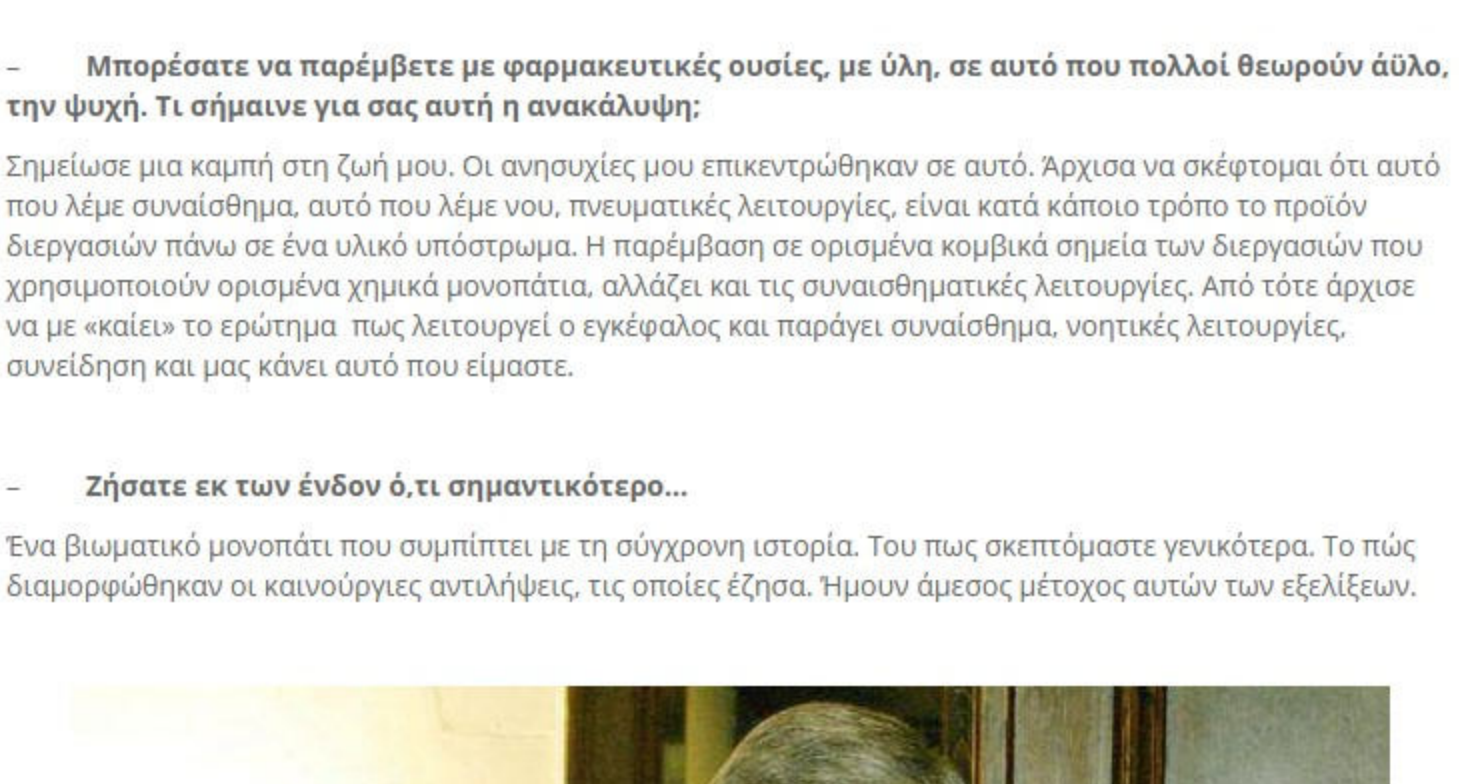 – Μπορέσατε να παρέμβετε με φαρμακευτικές ουσίες, με ύλη, σε αυτό που πολλοί θεωρούν άϋλο,
την ψυχή. Τι σήμαινε για σας αυτή η ανακάλυψη;
Σημείωσε μια καμπή στη ζωή μου. Οι ανησυχίες μου επικεντρώθηκαν σε αυτό. Άρχισα να σκέφτομαι ότι αυτό
που λέμε συναίσθημα, αυτό που λέμε νου, πνευματικές λειτουργίες, είναι κατά κάποιο τρόπο το προϊόν
διεργασιών πάνω σε ένα υλικό υπόστρωμα. Η παρέμβαση σε ορισμένα κομβικά σημεία των διεργασιών που
χρησιμοποιούν ορισμένα χημικά μονοπάτια, αλλάζει και τις συναισθηματικές λειτουργίες. Από τότε άρχισε
να με «καίει» το ερώτημα  πως λειτουργεί ο εγκέφαλος και παράγει συναίσθημα, νοητικές λειτουργίες,
συνείδηση και μας κάνει αυτό που είμαστε.
– Ζήσατε εκ των ένδον ό,τι σημαντικότερο…
Ένα βιωματικό μονοπάτι που συμπίπτει με τη σύγχρονη ιστορία. Του πως σκεπτόμαστε γενικότερα. Το πώς
διαμορφώθηκαν οι καινούργιες αντιλήψεις, τις οποίες έζησα. Ήμουν άμεσος μέτοχος αυτών των εξελίξεων.